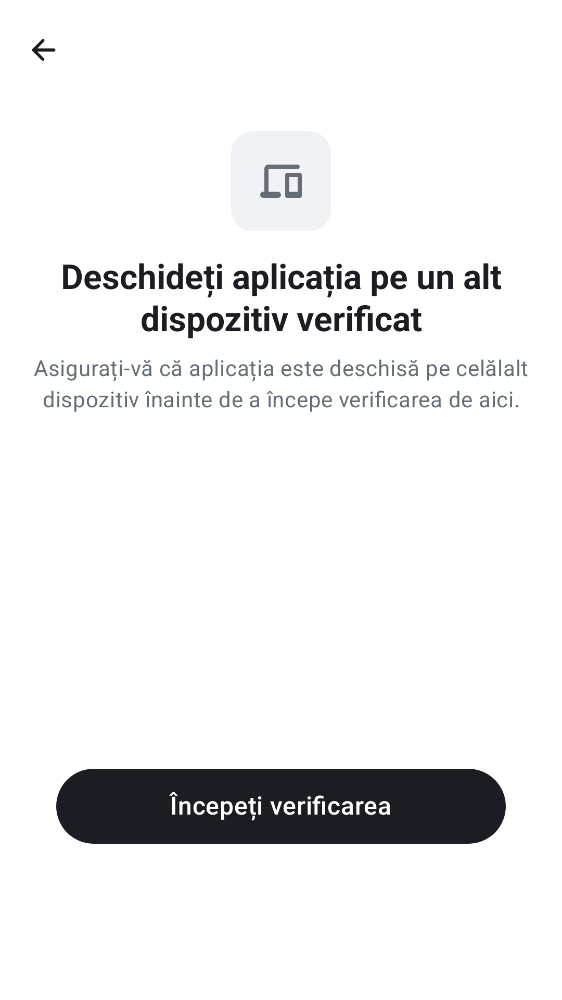 Deschideți aplicația pe un alt
dispozitiv verificat
Asigurați-vă că aplicația este deschisă pe celălalt
dispozitiv înainte de a începe verificarea de aici.
Începeți verificarea